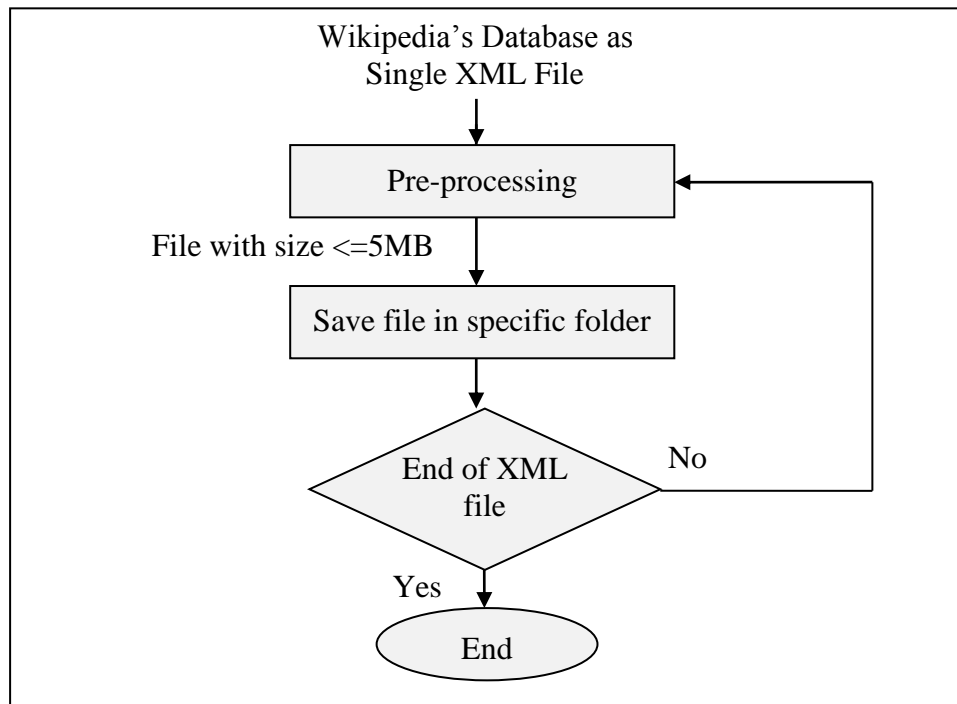 Wikipedia’s Database as
Single XML File
Pre-processing
File with size <=5MB
Save file in specific folder
End of XML
file
No
Yes
End